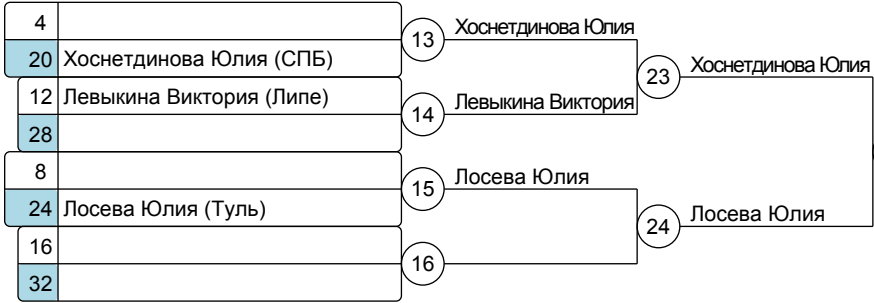 4
13
Хоснетдинова Юлия
20 Хоснетдинова Юлия (СПБ)
23
Хоснетдинова Юлия
12 Левыкина Виктория (Липе)
14
Левыкина Виктория
28
8
15
Лосева Юлия
24 Лосева Юлия (Туль)
24
Лосева Юлия
16
16
32